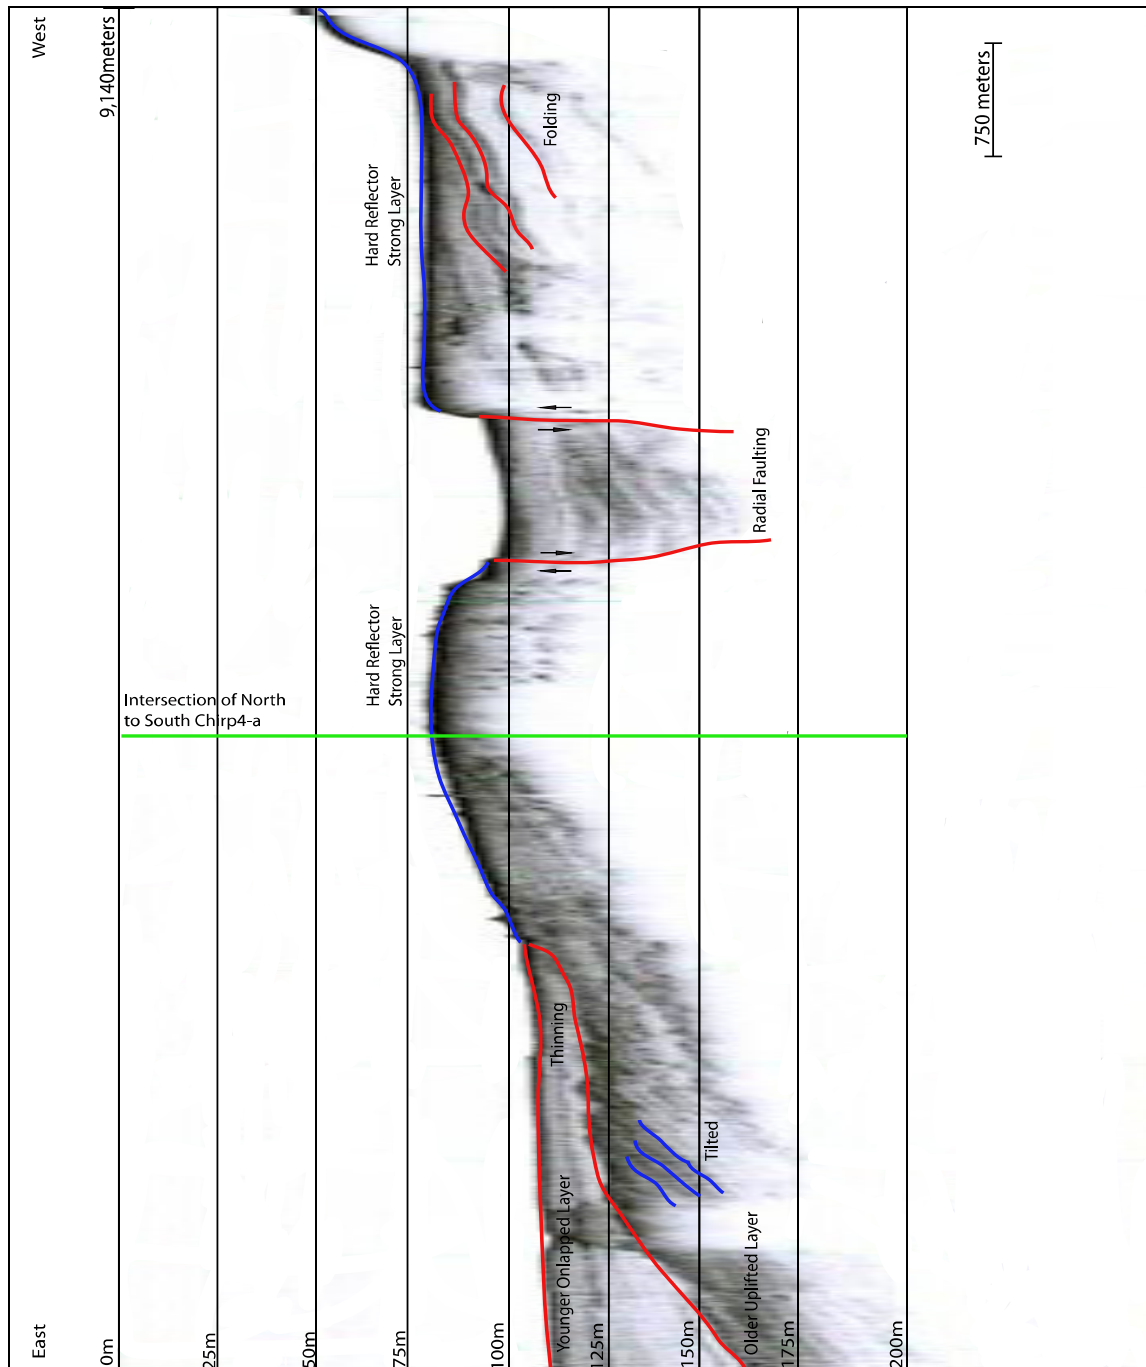 West
9,140meters
750 meters
Folding
Hard Reflector
Strong Layer
Radial Faulting
Hard Reflector
Strong Layer
Intersection of North
to South Chirp4-a
Thinning
Tilted
Younger Onlapped Layer
Older Uplifted Layer
East
0m
25m
50m
75m
100m
125m
150m
175m
200m